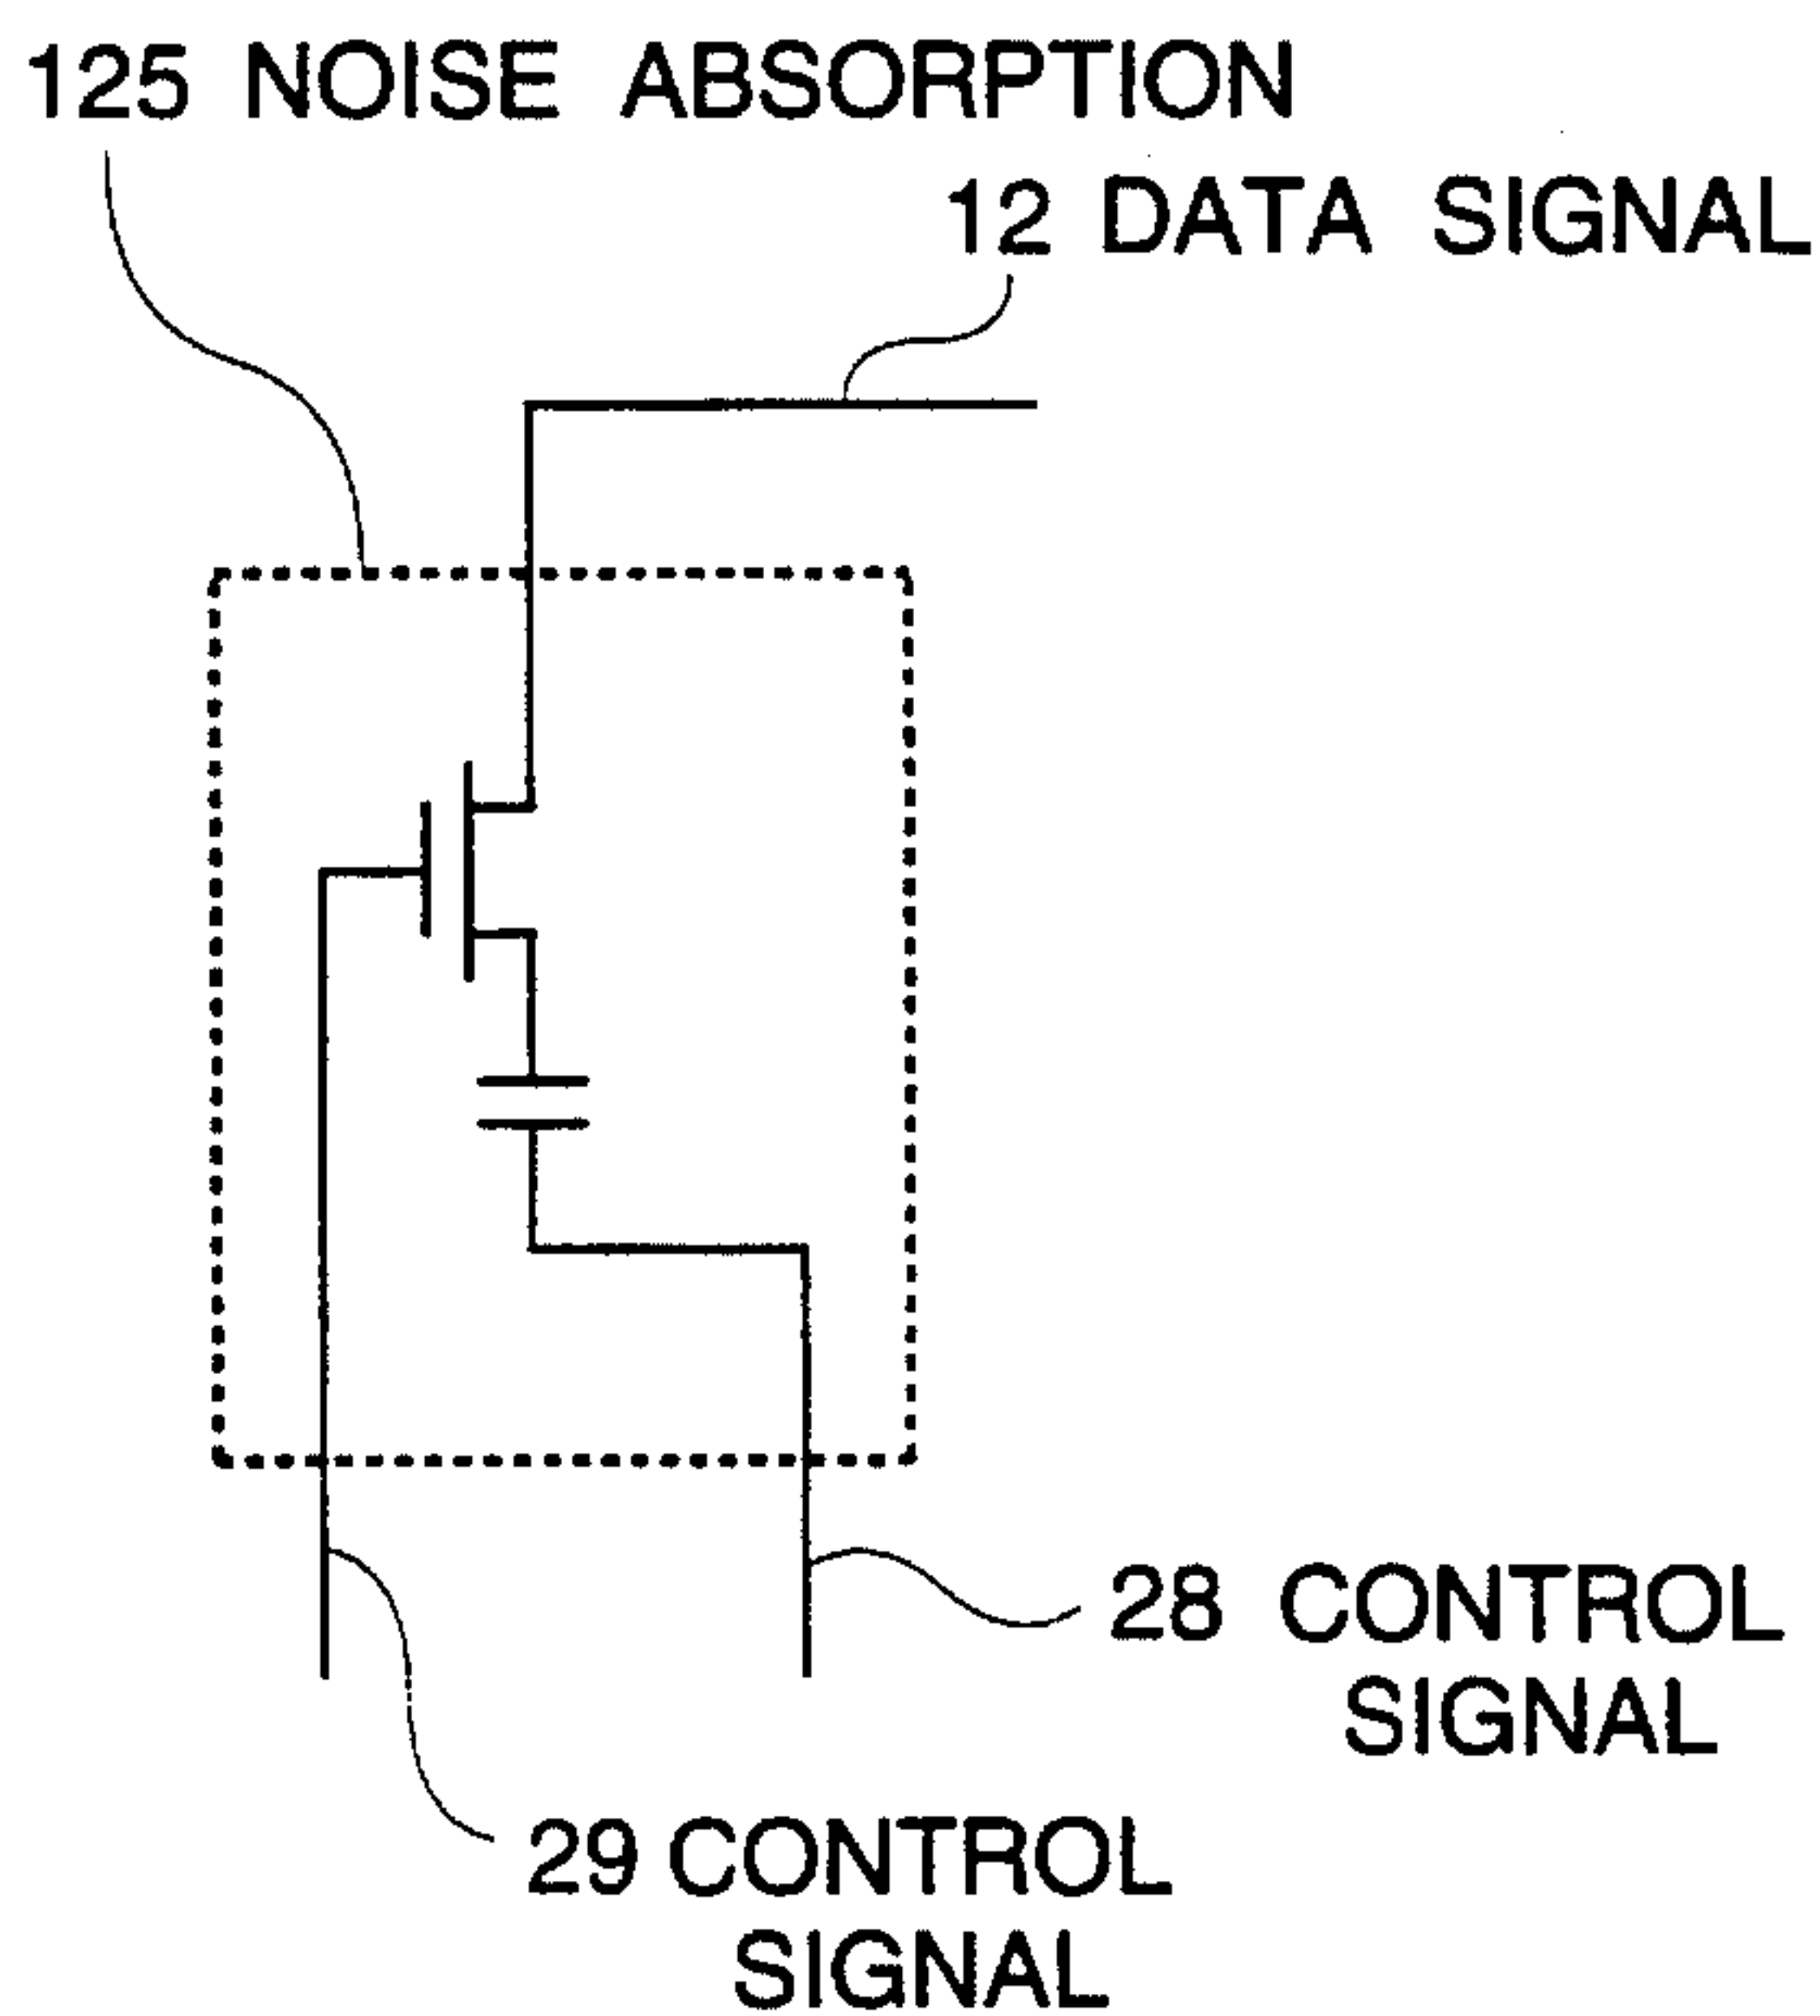 125 NOISE ABSORPTION
12 DATA SIGNAL
28 CONTROL
SIGNAL
29 CONTROL
SIGNAL